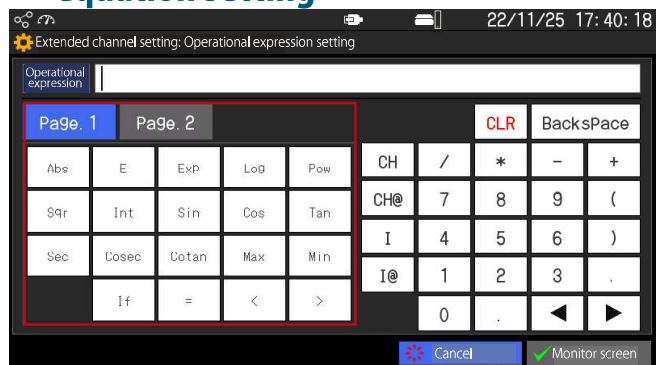 Equation setting
22/11/25 17:40:18
Extended channel setting: Operational expression setting
Operational
expression
Page. 1 Page. 2
CLR BacksPace
Abs E Exp Log Pow
CH / * - +
Sqr Int Sin Cos Tan
CH@ 7 8 9 (
I 4 5 6 )
Sec Cosec Cotan Max Min
I@ 1 2 3 ,
If = < >
0 . ◀ ▶
Cancel Monitor screen